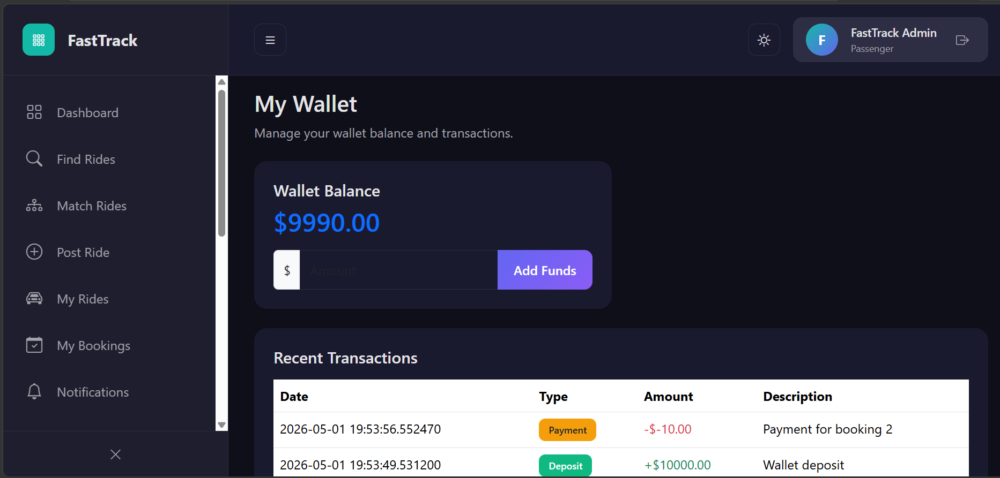 FastTrack
FastTrack Admin
F
Passenger
Dashboard
Find Rides
Match Rides
Post Ride
My Rides
My Bookings
Notifications
My Wallet
Manage your wallet balance and transactions.
Wallet Balance
$9990.00
$ Amount Add Funds
Recent Transactions
Date Type Amount Description
2026-05-01 19:53:56.552470 Payment -$-10.00 Payment for booking 2
2026-05-01 19:53:49.531200 Deposit +$10000.00 Wallet deposit